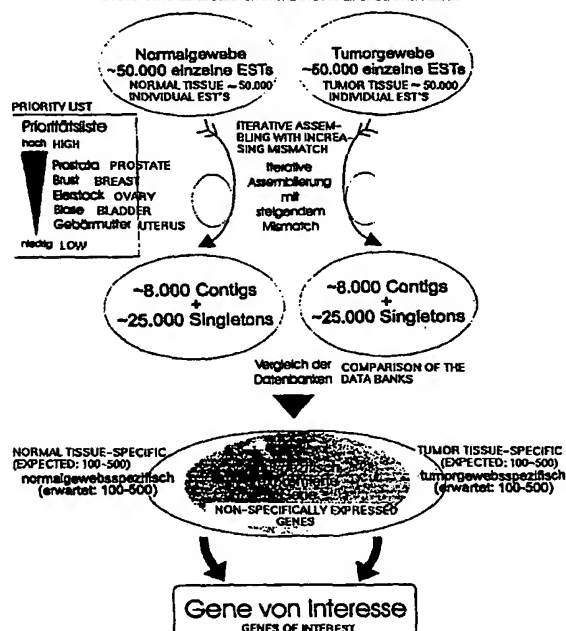 Normalgewebe
~50.000 einzelne ESTs
NORMAL TISSUE ~ 50.000
INDIVIDUAL EST'S
Tumorgewebe
~50.000 einzelne ESTs
TUMOR TISSUE ~ 50.000
INDIVIDUAL EST'S
PRIORITY LIST
Prioritätsliste
hoch HIGH
Prostata PROSTATE
Brust BREAST
Eierstock OVARY
Blase BLADDER
Gebärmutter UTERUS
niedrig LOW
ITERATIVE ASSEM-
BLING WITH INCREA-
SING MISMATCH
Iterative
Assemblierung
mit
steigendem
Mismatch
~8.000 Contigs
+
~25.000 Singletons
~8.000 Contigs
+
~25.000 Singletons
Vergleich der
Datenbanken
COMPARISON OF THE
DATA BANKS
NORMAL TISSUE-SPECIFIC
(EXPECTED: 100-500)
normalgewebsspezifisch
(erwartet: 100-500)
NON-SPECIFICALLY EXPRESSED
GENES
TUMOR TISSUE-SPECIFIC
(EXPECTED: 100-500)
tumorgewebsspezifisch
(erwartet: 100-500)
Gene von Interesse
GENES OF INTEREST